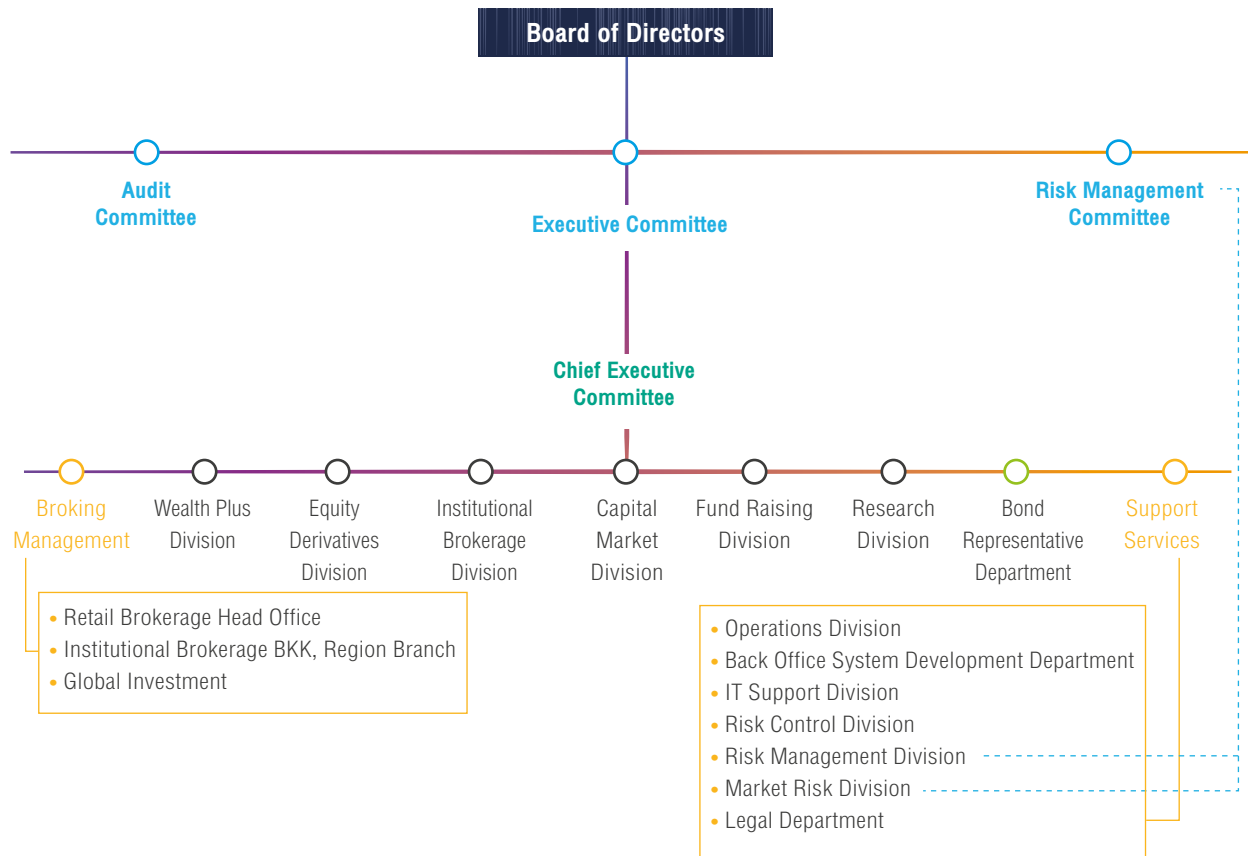 Board of Directors
Audit
Committee
Executive Committee
Risk Management
Committee
Chief Executive
Committee
Broking
Management
Wealth Plus
Division
Equity
Derivatives
Division
Institutional
Brokerage
Division
Capital
Market
Division
Fund Raising
Division
Research
Division
Bond
Representative
Department
Support
Services
• Retail Brokerage Head Office
• Institutional Brokerage BKK, Region Branch
• Global Investment
• Operations Division
• Back Office System Development Department
• IT Support Division
• Risk Control Division
• Risk Management Division
• Market Risk Division
• Legal Department